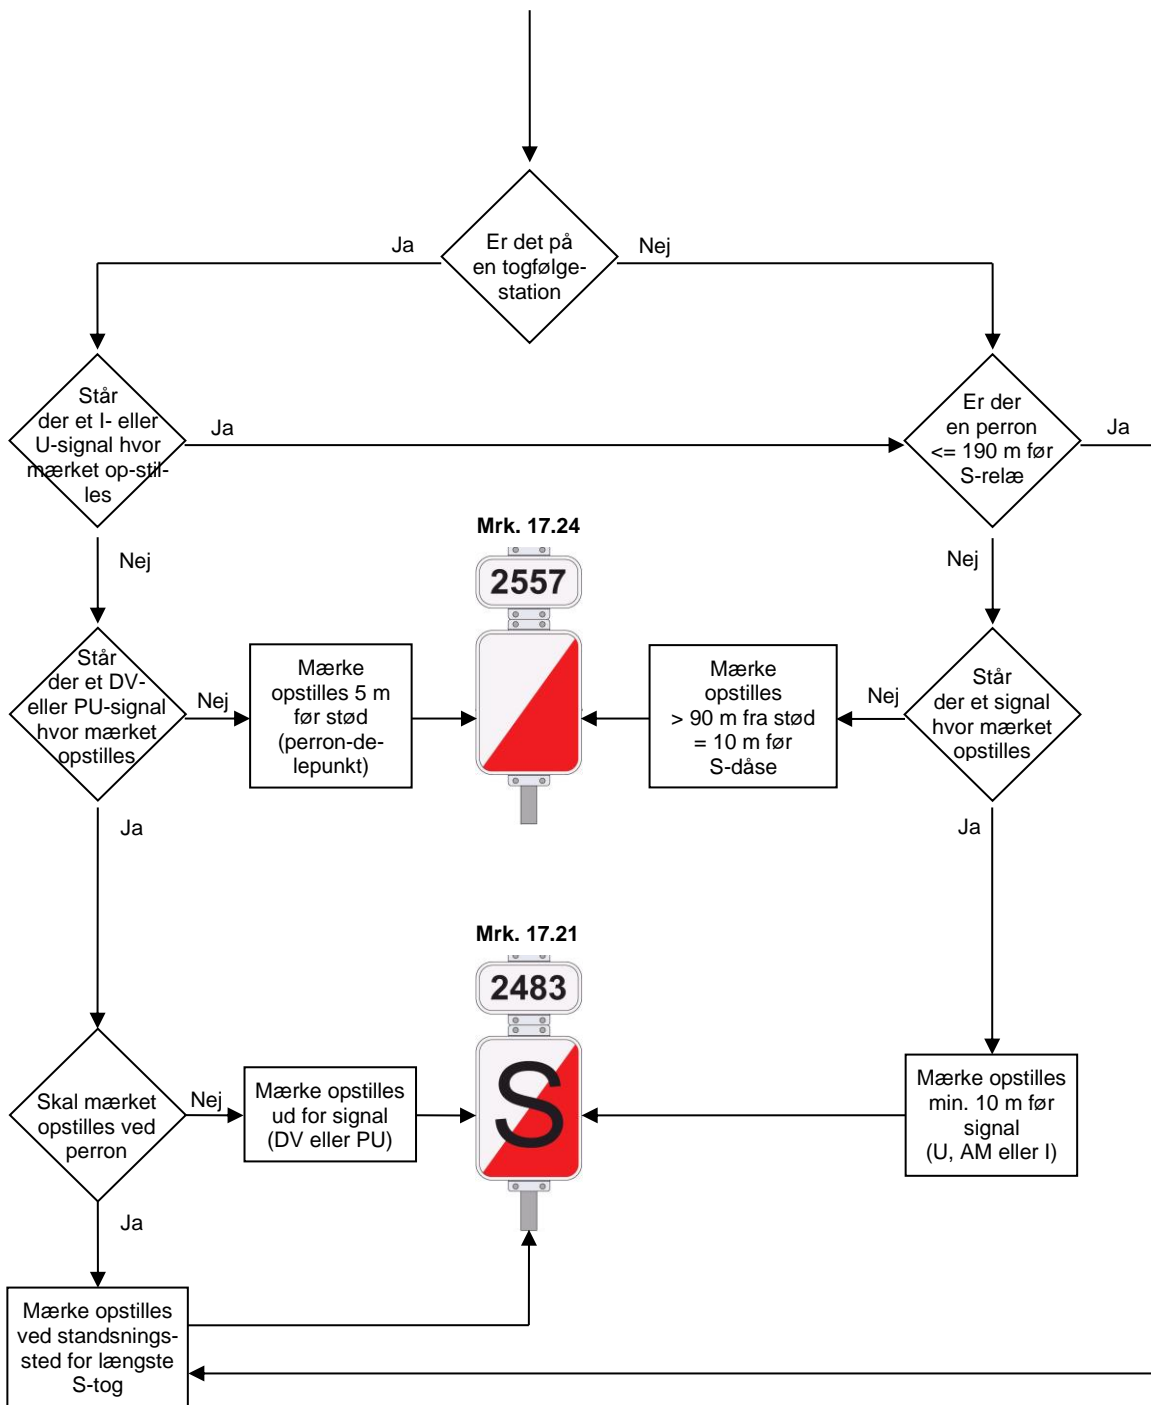 Er det på
en togfølge-
station
Ja
Nej
Står
der et I- eller
U-signal hvor
mærket op-stil-
les
Ja
Er der
en perron
<= 190 m før
S-relæ
Ja
Nej
Mrk. 17.24
2557
Nej
Står
der et DV-
eller PU-signal
hvor mærket
opstilles
Nej
Mærke
opstilles 5 m
før stød
(perron-de-
lepunkt)
Mærke
opstilles
> 90 m fra stød
= 10 m før
S-dåse
Nej
Står
der et signal
hvor mærket
opstilles
Ja
Ja
Mrk. 17.21
2483
S
Skal mærket
opstilles ved
perron
Nej
Mærke opstilles
ud for signal
(DV eller PU)
Mærke opstilles
min. 10 m før
signal
(U, AM eller I)
Ja
Mærke opstilles
ved standsnings-
sted for længste
S-tog